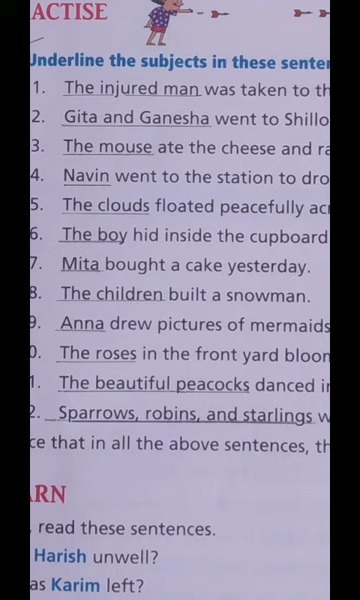 ACTISE
Underline the subjects in these senten
1. The injured man was taken to th
2. Gita and Ganesha went to Shillo
3. The mouse ate the cheese and ra
4. Navin went to the station to dro
5. The clouds floated peacefully acr
6. The boy hid inside the cupboard
7. Mita bought a cake yesterday.
8. The children built a snowman.
9. Anna drew pictures of mermaids
0. The roses in the front yard bloom
1. The beautiful peacocks danced in
2. Sparrows, robins, and starlings w
ce that in all the above sentences, th
ARN
, read these sentences.
Harish unwell?
as Karim left?